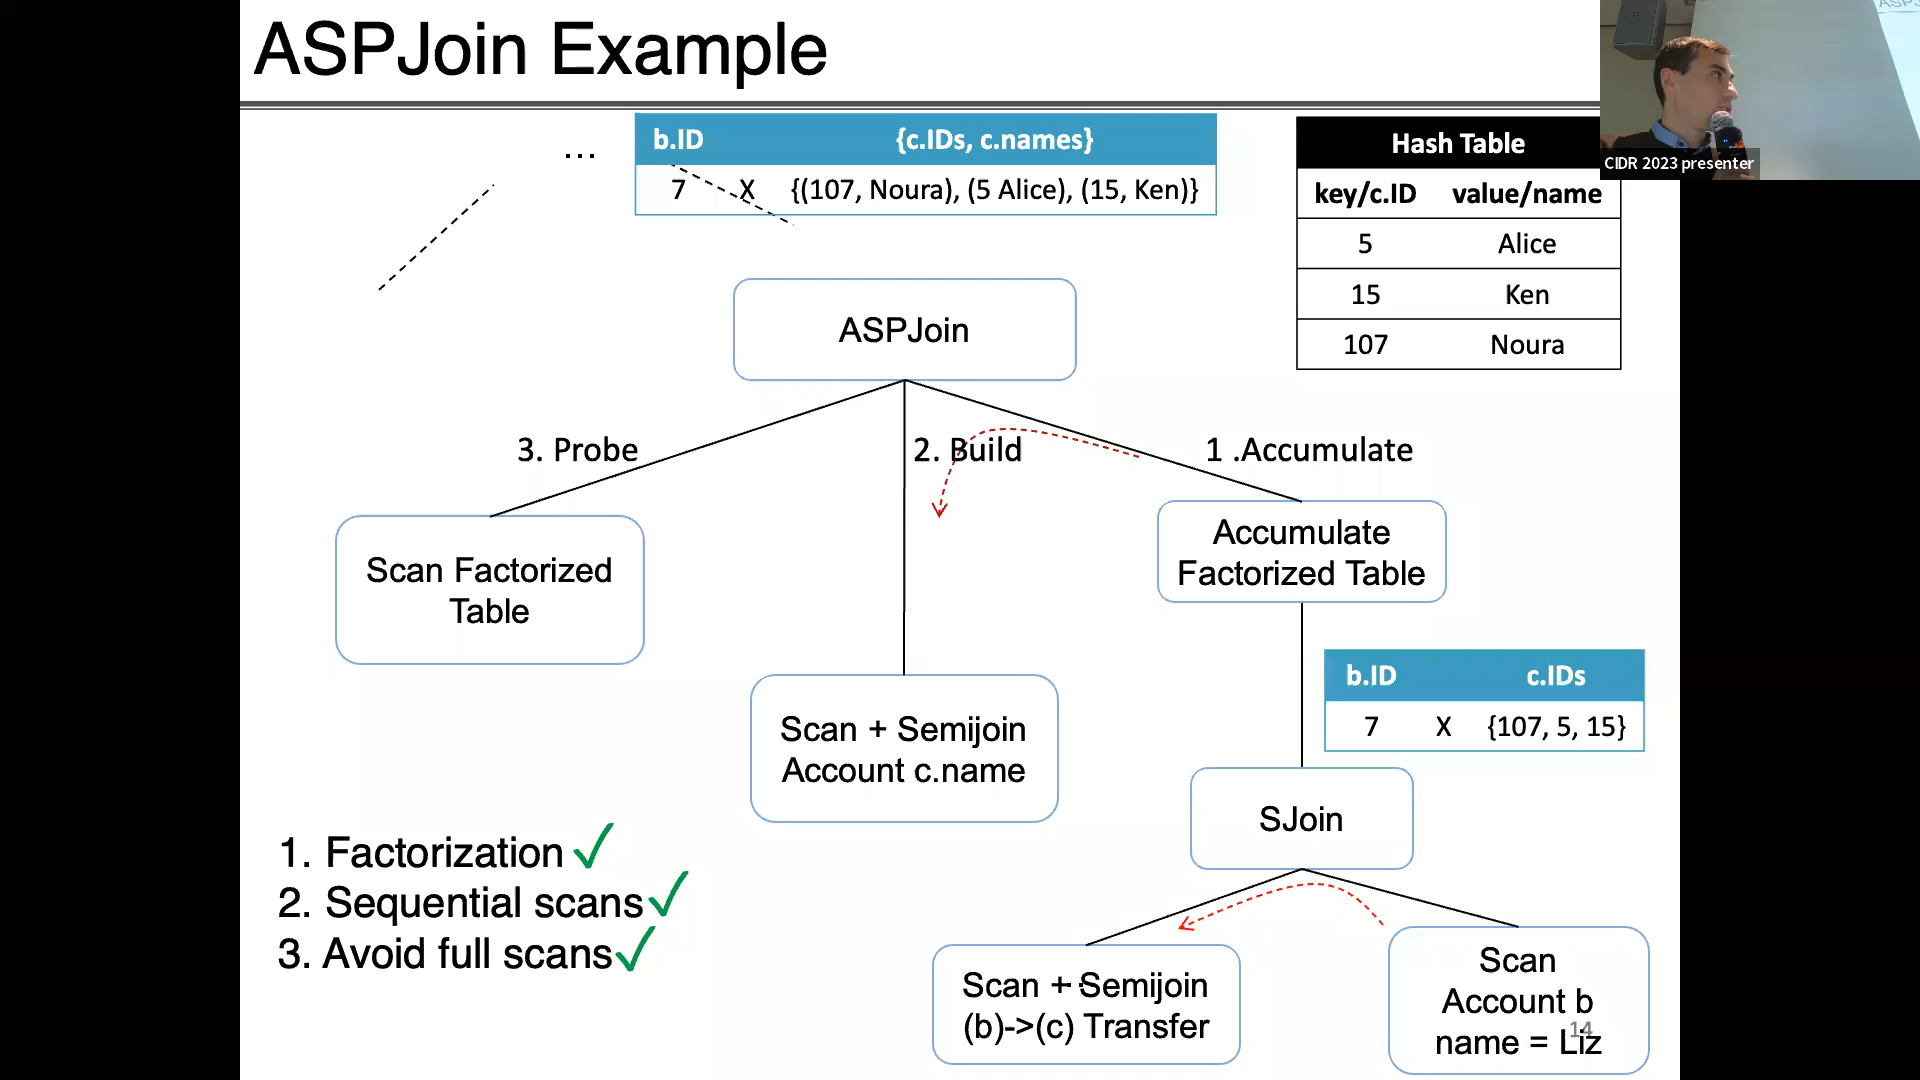 ASPJoin Example
...
b.ID {c.IDs, c.names}
7 X {(107, Noura), (5 Alice), (15, Ken)}
Hash Table
key/c.ID value/name
5 Alice
15 Ken
107 Noura
CIDR 2023 presenter
ASPJoin
3. Probe
2. Build
1 .Accumulate
Scan Factorized
Table
Accumulate
Factorized Table
Scan + Semijoin
Account c.name
b.ID c.IDs
7 X {107, 5, 15}
SJoin
1. Factorization ✓
2. Sequential scans ✓
3. Avoid full scans ✓
Scan + Semijoin
(b)->(c) Transfer
Scan
Account b
name = Liz
14